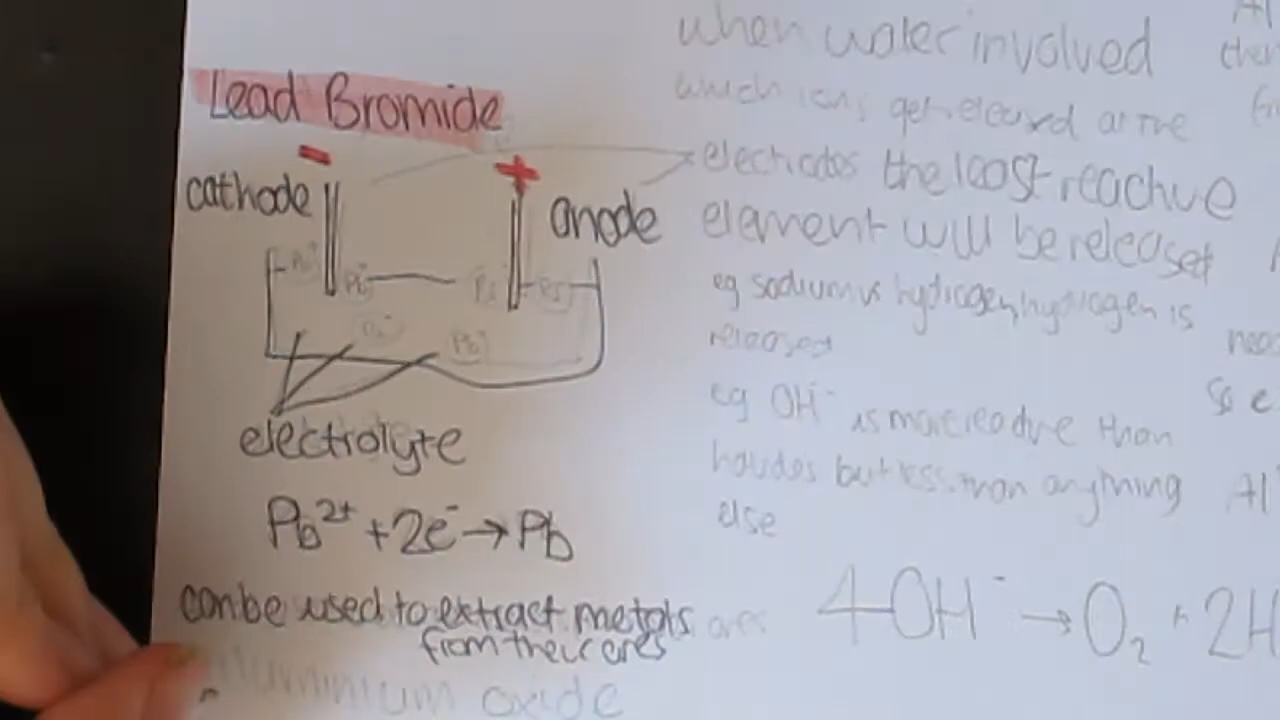 Lead Bromide
-
+
cathode
anode
electrolyte
Pb²⁺ + 2e⁻ → Pb
can be used to extract metals
from their ores
oxide
when water involved
which ions get released at the
electrodes the least reactive
element will be released
eg sodium vs hydrogen, hydrogen is
released
eg OH⁻ is more reactive than
halides but less than anything
else
4OH⁻ → O₂ + 2H